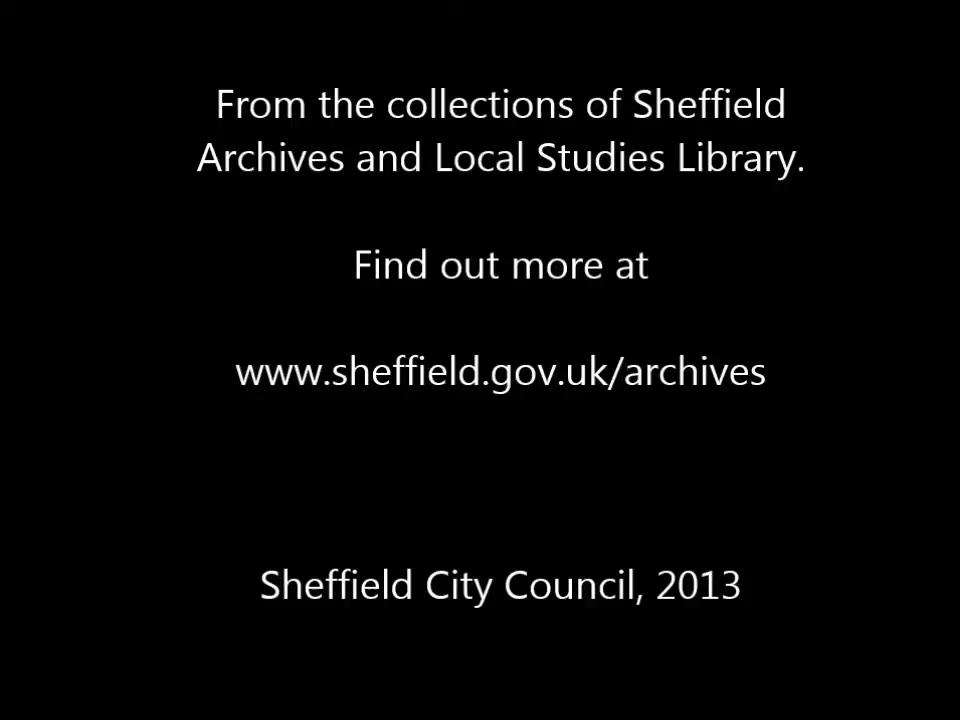 From the collections of Sheffield
Archives and Local Studies Library.
Find out more at
www.sheffield.gov.uk/archives
Sheffield City Council, 2013